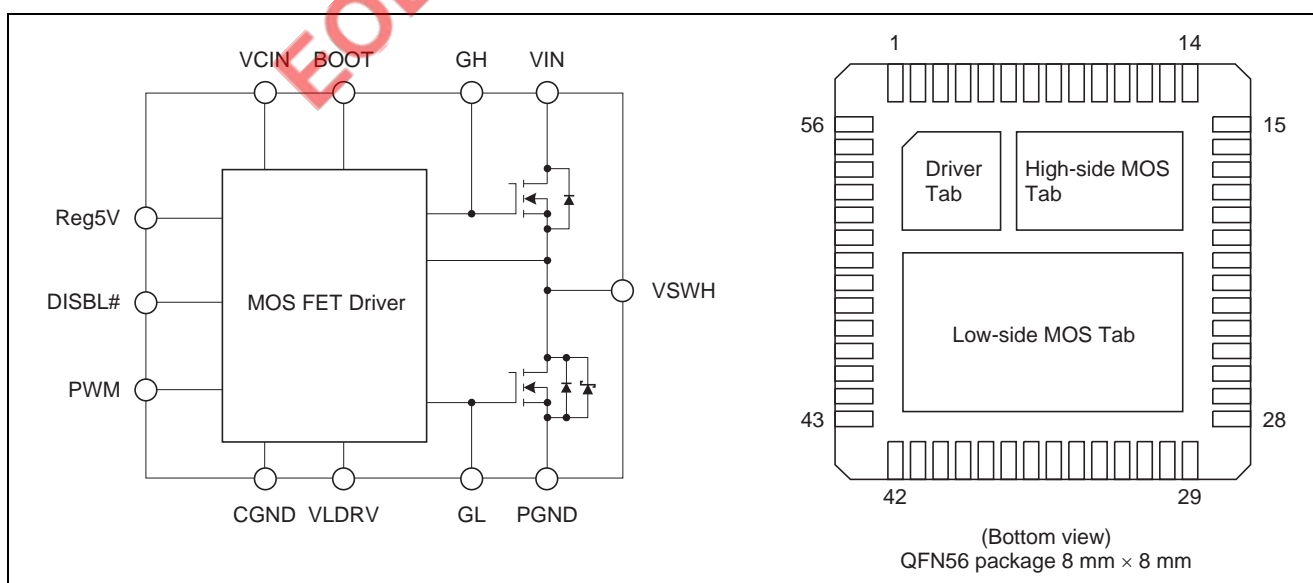 EOL
VCIN BOOT GH VIN
Reg5V
DISBL#
PWM
MOS FET Driver
VSWH
CGND VLDRV GL PGND
1 14
56 15
Driver
Tab
High-side MOS
Tab
Low-side MOS Tab
43 28
42 29
(Bottom view)
QFN56 package 8 mm × 8 mm